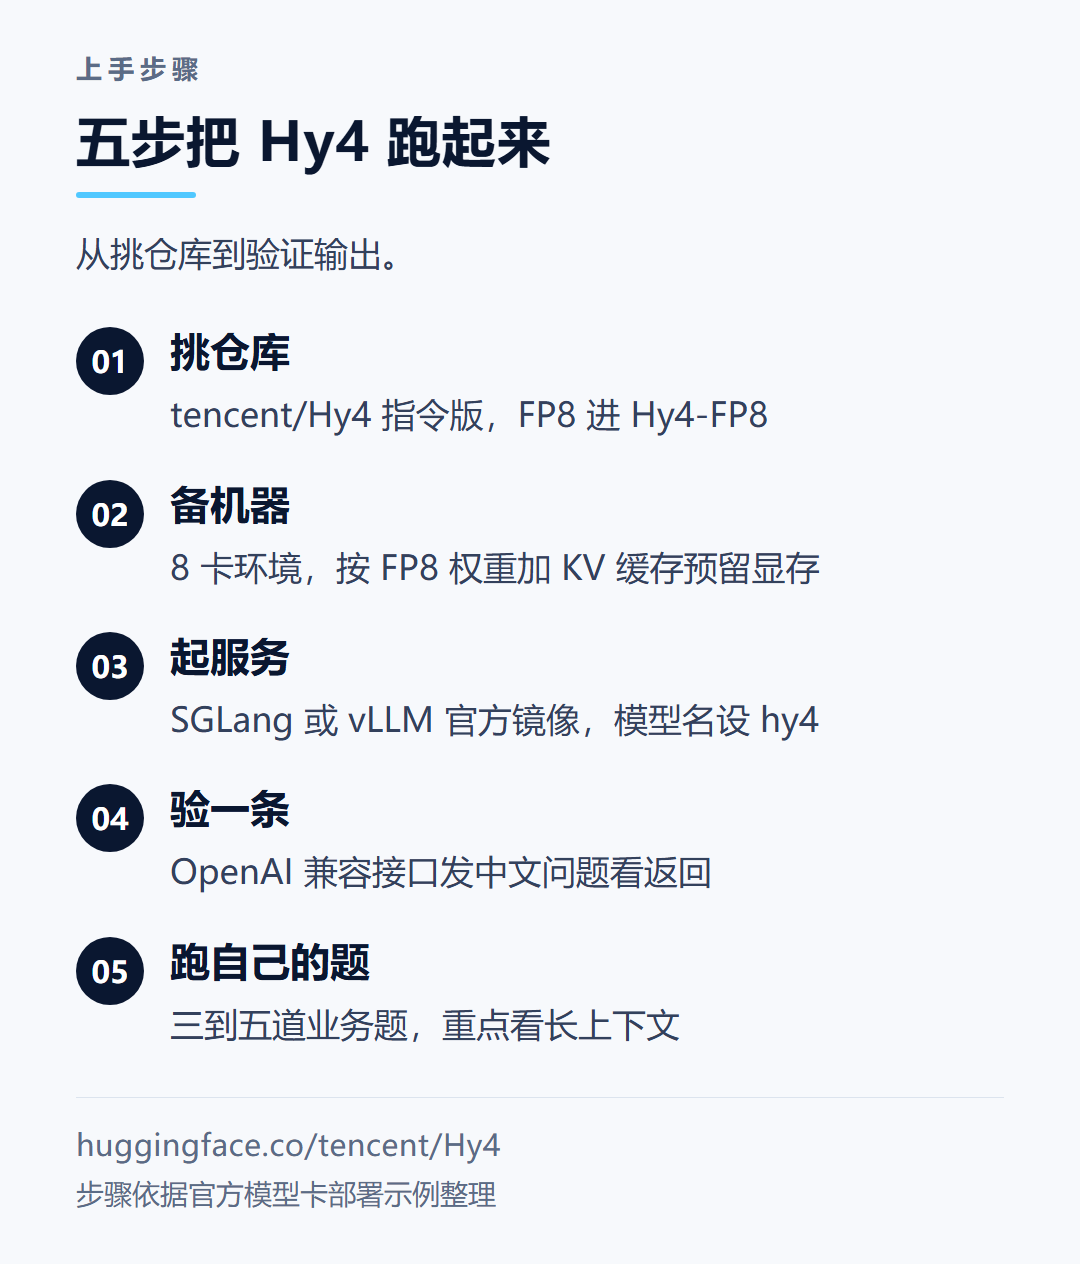 上手步骤
五步把 Hy4 跑起来
从挑仓库到验证输出。
01
挑仓库
tencent/Hy4 指令版，FP8 进 Hy4-FP8
02
备机器
8 卡环境，按 FP8 权重加 KV 缓存预留显存
03
起服务
SGLang 或 vLLM 官方镜像，模型名设 hy4
04
验一条
OpenAI 兼容接口发中文问题看返回
05
跑自己的题
三到五道业务题，重点看长上下文
huggingface.co/tencent/Hy4
步骤依据官方模型卡部署示例整理